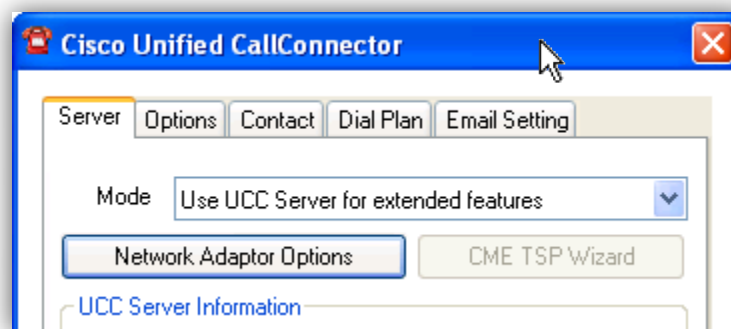 Cisco Unified CallConnector
Server Options Contact Dial Plan Email Setting
Mode Use UCC Server for extended features
Network Adaptor Options CME TSP Wizard
UCC Server Information